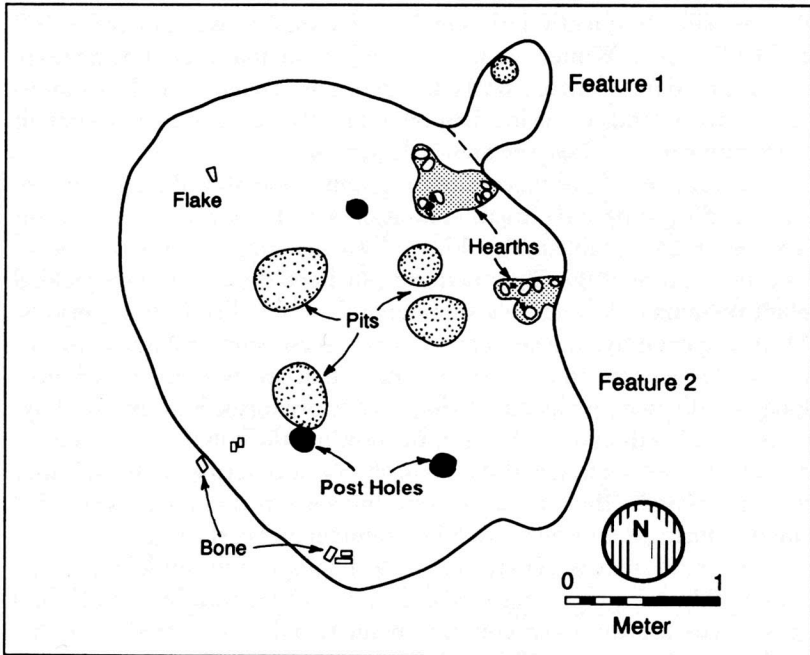 Feature 1
Flake
Hearths
Pits
Feature 2
Post Holes
Bone
N
0 1
Meter